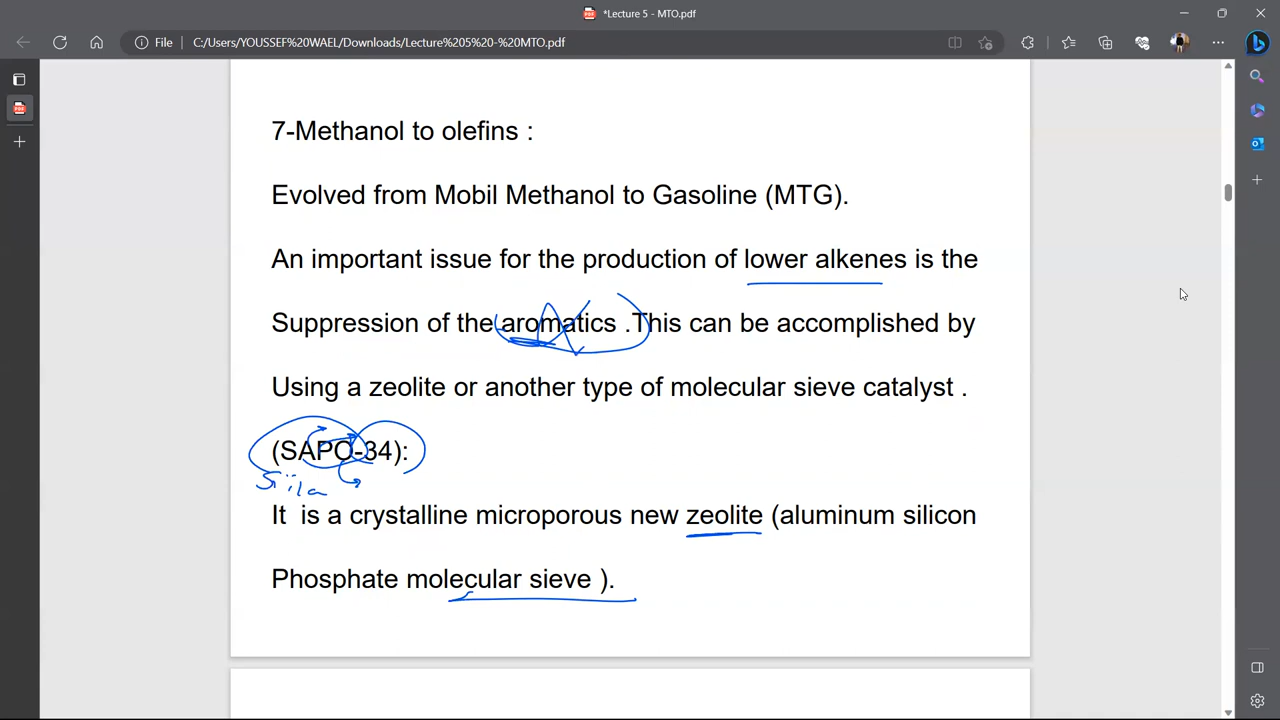 *Lecture 5 - MTO.pdf
File C:/Users/YOUSSEF%20WAEL/Downloads/Lecture%205%20-%20MTO.pdf
7-Methanol to olefins :
Evolved from Mobil Methanol to Gasoline (MTG).
An important issue for the production of lower alkenes is the
Suppression of the aromatics .This can be accomplished by
Using a zeolite or another type of molecular sieve catalyst .
(SAPO-34):
It is a crystalline microporous new zeolite (aluminum silicon
Phosphate molecular sieve ).